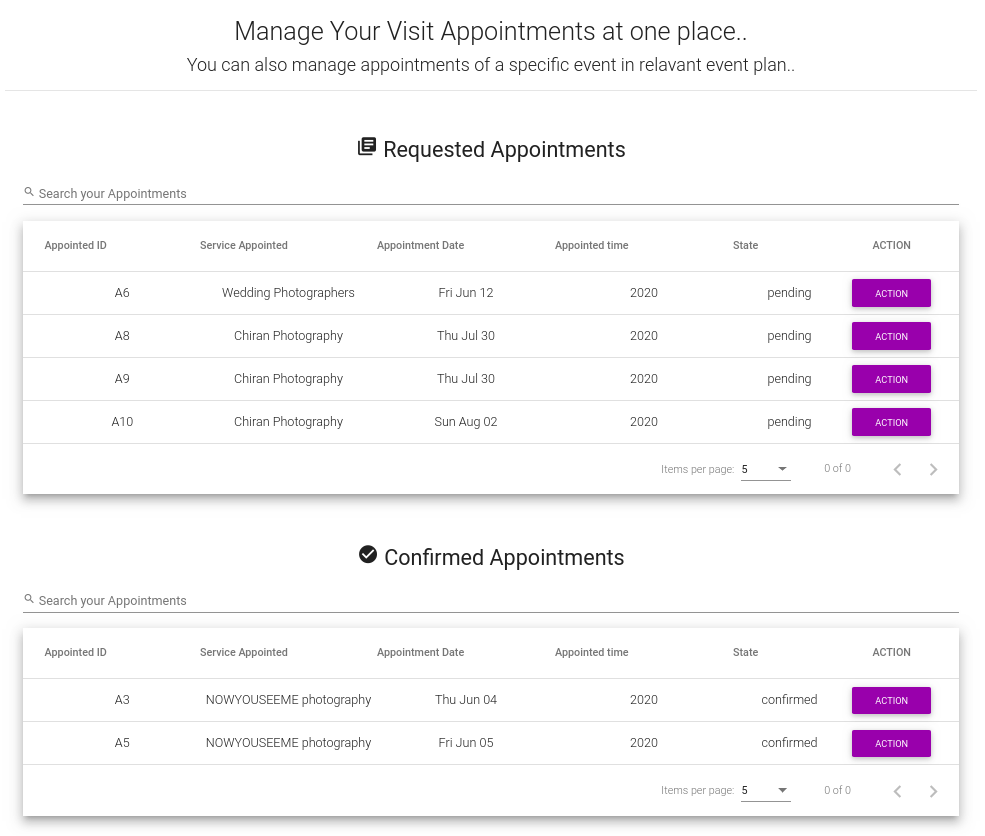 Manage Your Visit Appointments at one place..
You can also manage appointments of a specific event in relavant event plan..
Requested Appointments
Search your Appointments
Appointed ID Service Appointed Appointment Date Appointed time State ACTION
A6 Wedding Photographers Fri Jun 12 2020 pending ACTION
A8 Chiran Photography Thu Jul 30 2020 pending ACTION
A9 Chiran Photography Thu Jul 30 2020 pending ACTION
A10 Chiran Photography Sun Aug 02 2020 pending ACTION
Items per page: 5 0 of 0
Confirmed Appointments
Search your Appointments
Appointed ID Service Appointed Appointment Date Appointed time State ACTION
A3 NOWYOUSEEME photography Thu Jun 04 2020 confirmed ACTION
A5 NOWYOUSEEME photography Fri Jun 05 2020 confirmed ACTION
Items per page: 5 0 of 0